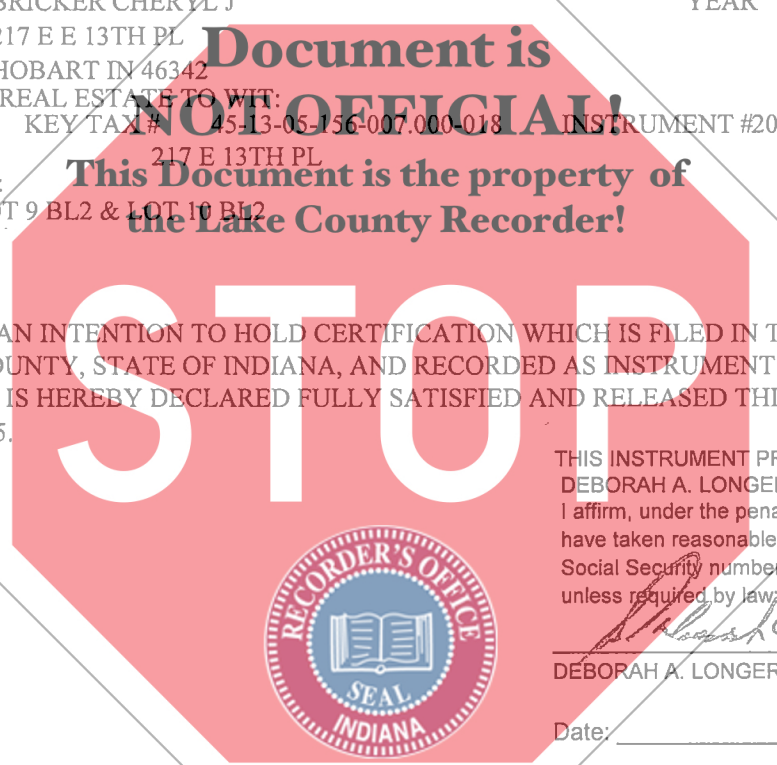 BRICKER CHERYL J YEAR
217 E E 13TH PL
HOBART IN 46342
REAL ESTATE TO WIT:
KEY TAX # 45-13-05-156-007.000-018 INSTRUMENT #20
217 E 13TH PL
:
OT 9 BL2 & LOT 10 BL2
Document is
NOT OFFICIAL!
This Document is the property of
the Lake County Recorder!
STOP
AN INTENTION TO HOLD CERTIFICATION WHICH IS FILED IN T
OUNTY, STATE OF INDIANA, AND RECORDED AS INSTRUMENT
IS HEREBY DECLARED FULLY SATISFIED AND RELEASED THI
5.
THIS INSTRUMENT PR
DEBORAH A. LONGER
I affirm, under the pena
have taken reasonable
Social Security number
unless required by law:
DEBORAH A. LONGER
Date:
RECORDER'S OFFICE
SEAL
INDIANA